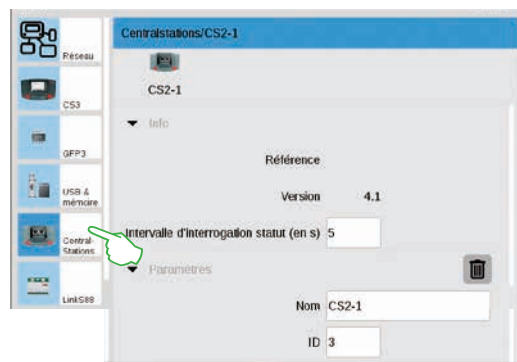 Réseau
CS3
GFP3
USB &
mémoire
Central-
Stations
LinkS88
Centralstations/CS2-1
CS2-1
Info
Référence
Version 4.1
Intervalle d'interrogation statut (en s) 5
Paramètres
Nom CS2-1
ID 3